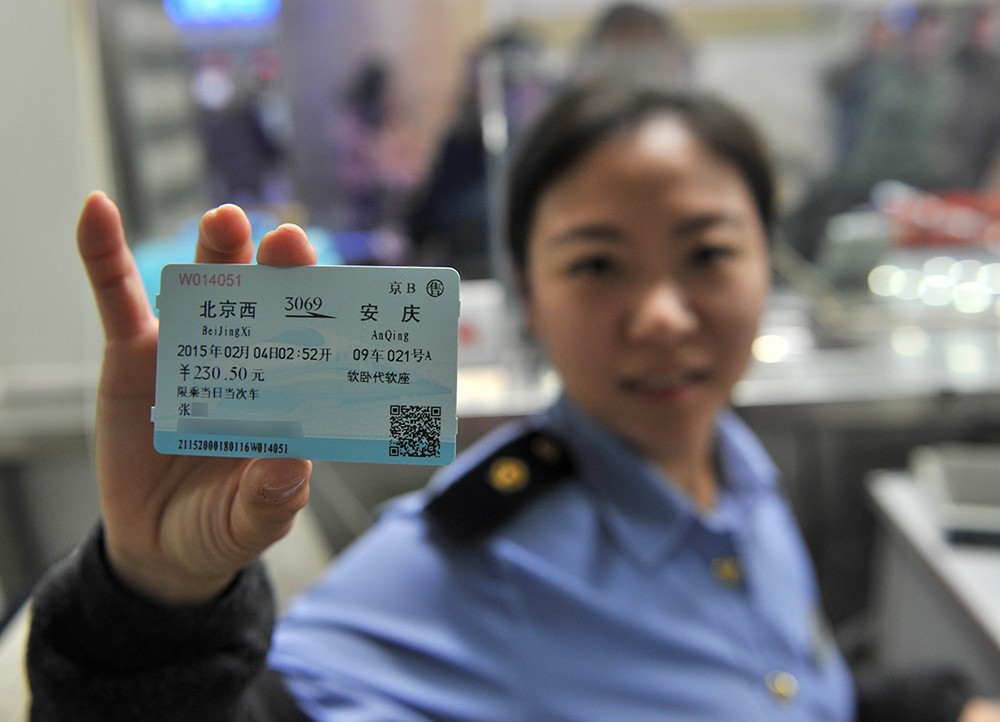 W014051 京B 售
北京西 3069 安庆
BeiJingXi AnQing
2015年02月04日02:52开 09车021号A
￥230.50元 软卧代软座
限乘当日当次车
张
21152000180116W014051